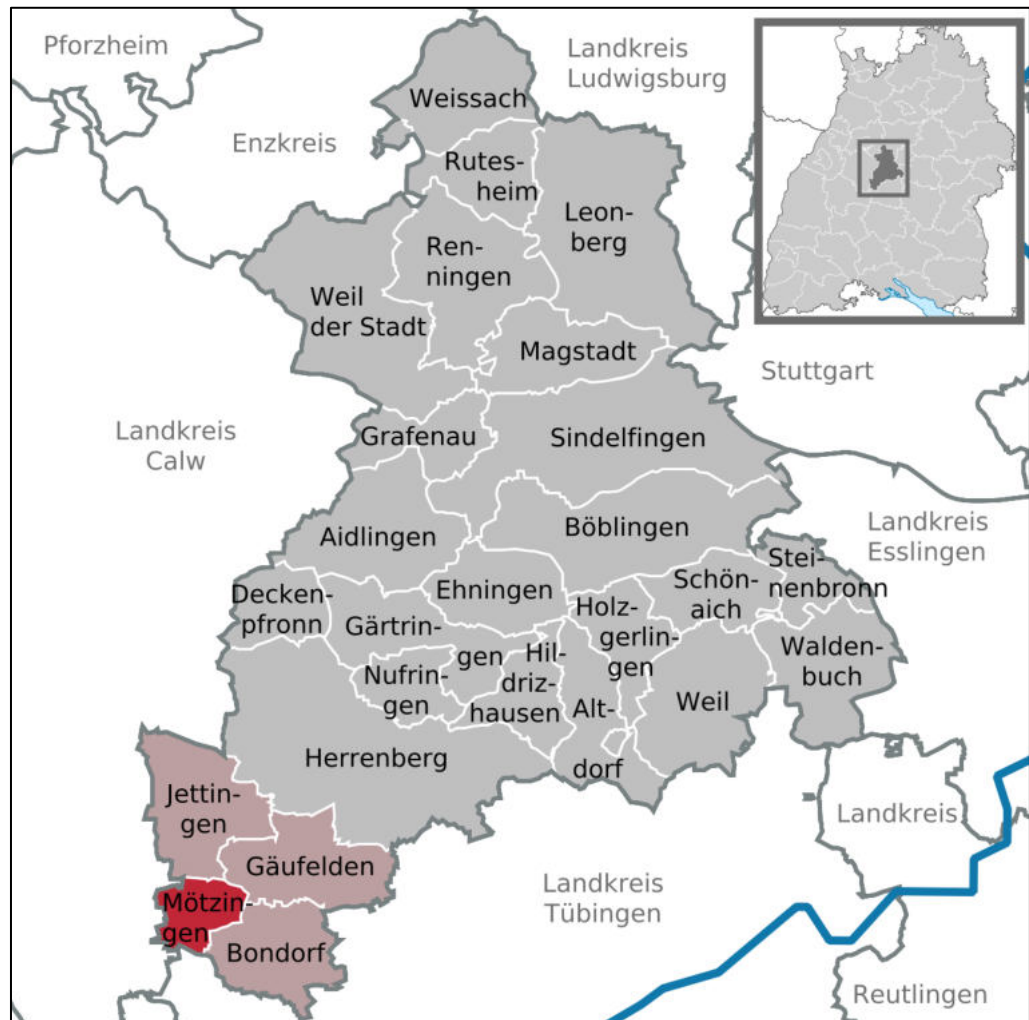 Pforzheim
Landkreis
Ludwigsburg
Weissach
Enzkreis
Rutes-
heim
Leon-
berg
Ren-
ningen
Weil
der Stadt
Magstadt
Stuttgart
Landkreis
Calw
Grafenau
Sindelfingen
Aidlingen
Böblingen
Landkreis
Esslingen
Stei-
nenbronn
Ehningen
Schön-
aich
Decken-
pfronn
Holz-
gerlin-
gen
Gärtrin-
gen
Hil-
driz-
hausen
Walden-
buch
Nufrin-
gen
Weil
Alt-
dorf
Herrenberg
Jettin-
gen
Landkreis
Gäufelden
Landkreis
Tübingen
Mötzin-
gen
Bondorf
Reutlingen